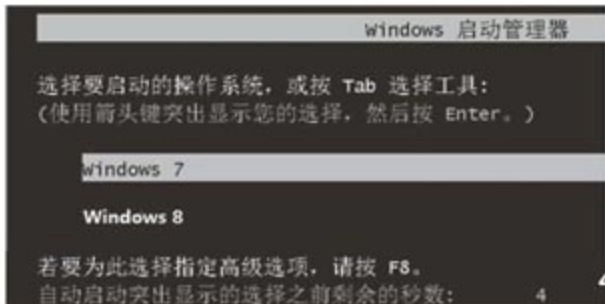 Windows 启动管理器
选择要启动的操作系统，或按 Tab 选择工具:
(使用箭头键突出显示您的选择，然后按 Enter。)
Windows 7
Windows 8
若要为此选择指定高级选项，请按 F8。
自动启动突出显示的选择之前剩余的秒数: 4